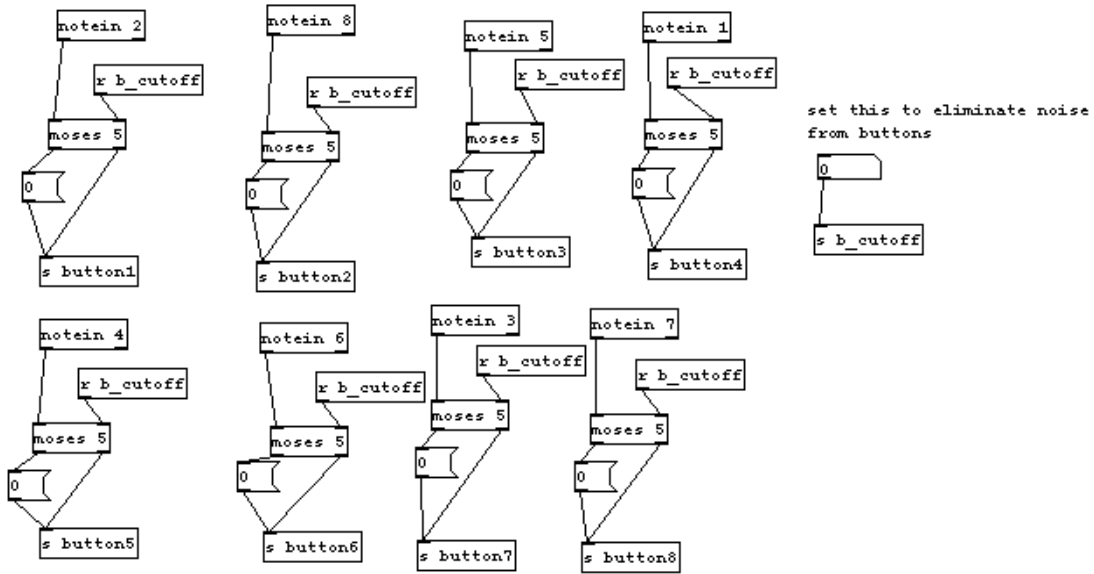 notein 2
notein 8
notein 5
notein 1
r b_cutoff
r b_cutoff
r b_cutoff
r b_cutoff
set this to eliminate noise
from buttons
moses 5
moses 5
moses 5
moses 5
0
0
0
0
0
s button1
s button2
s button3
s button4
s b_cutoff
notein 4
notein 6
notein 3
notein 7
r b_cutoff
r b_cutoff
r b_cutoff
r b_cutoff
moses 5
moses 5
moses 5
moses 5
0
0
0
0
s button5
s button6
s button7
s button8